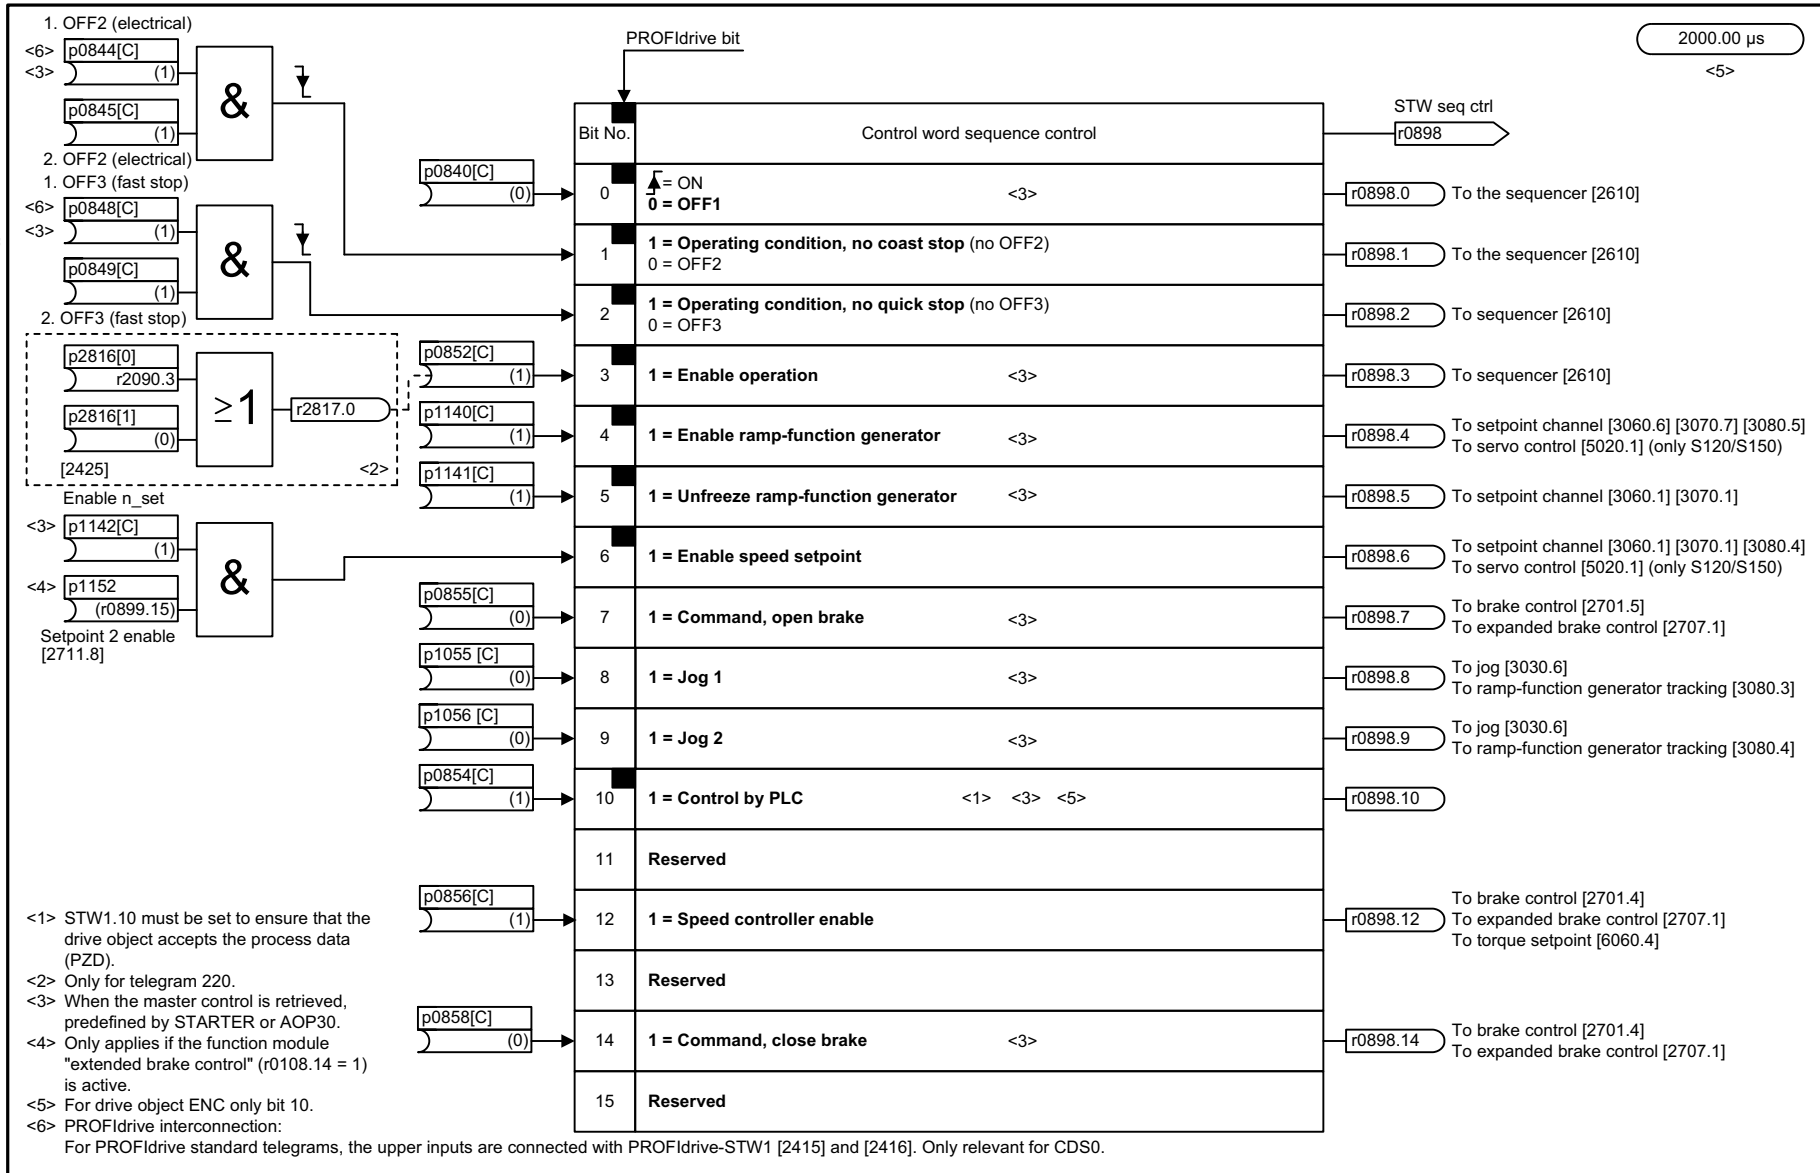 1. OFF2 (electrical)
<6> p0844[C]
<3> (1)
p0845[C]
(1)
&
2. OFF2 (electrical)
1. OFF3 (fast stop)
<6> p0848[C]
<3> (1)
p0849[C]
(1)
&
2. OFF3 (fast stop)
p2816[0]
r2090.3
p2816[1]
(0)
≥1
r2817.0
[2425] <2>
Enable n_set
<3> p1142[C]
(1)
<4> p1152
(r0899.15)
&
Setpoint 2 enable
[2711.8]
PROFIdrive bit
2000.00 µs
<5>
Bit No. Control word sequence control
STW seq ctrl
r0898
p0840[C]
(0)
0
= ON
0 = OFF1
<3>
r0898.0 To the sequencer [2610]
1
1 = Operating condition, no coast stop (no OFF2)
0 = OFF2
r0898.1 To the sequencer [2610]
2
1 = Operating condition, no quick stop (no OFF3)
0 = OFF3
r0898.2 To sequencer [2610]
p0852[C]
(1)
3 1 = Enable operation <3>
r0898.3 To sequencer [2610]
p1140[C]
(1)
4 1 = Enable ramp-function generator <3>
r0898.4
To setpoint channel [3060.6] [3070.7] [3080.5]
To servo control [5020.1] (only S120/S150)
p1141[C]
(1)
5 1 = Unfreeze ramp-function generator <3>
r0898.5 To setpoint channel [3060.1] [3070.1]
6 1 = Enable speed setpoint
r0898.6
To setpoint channel [3060.1] [3070.1] [3080.4]
To servo control [5020.1] (only S120/S150)
p0855[C]
(0)
7 1 = Command, open brake <3>
r0898.7
To brake control [2701.5]
To expanded brake control [2707.1]
p1055 [C]
(0)
8 1 = Jog 1 <3>
r0898.8
To jog [3030.6]
To ramp-function generator tracking [3080.3]
p1056 [C]
(0)
9 1 = Jog 2 <3>
r0898.9
To jog [3030.6]
To ramp-function generator tracking [3080.4]
p0854[C]
(1)
10 1 = Control by PLC <1> <3> <5>
r0898.10
11 Reserved
p0856[C]
(1)
12 1 = Speed controller enable
r0898.12
To brake control [2701.4]
To expanded brake control [2707.1]
To torque setpoint [6060.4]
13 Reserved
p0858[C]
(0)
14 1 = Command, close brake <3>
r0898.14
To brake control [2701.4]
To expanded brake control [2707.1]
15 Reserved
<1> STW1.10 must be set to ensure that the
drive object accepts the process data
(PZD).
<2> Only for telegram 220.
<3> When the master control is retrieved,
predefined by STARTER or AOP30.
<4> Only applies if the function module
"extended brake control" (r0108.14 = 1)
is active.
<5> For drive object ENC only bit 10.
<6> PROFIdrive interconnection:
For PROFIdrive standard telegrams, the upper inputs are connected with PROFIdrive-STW1 [2415] and [2416]. Only relevant for CDS0.